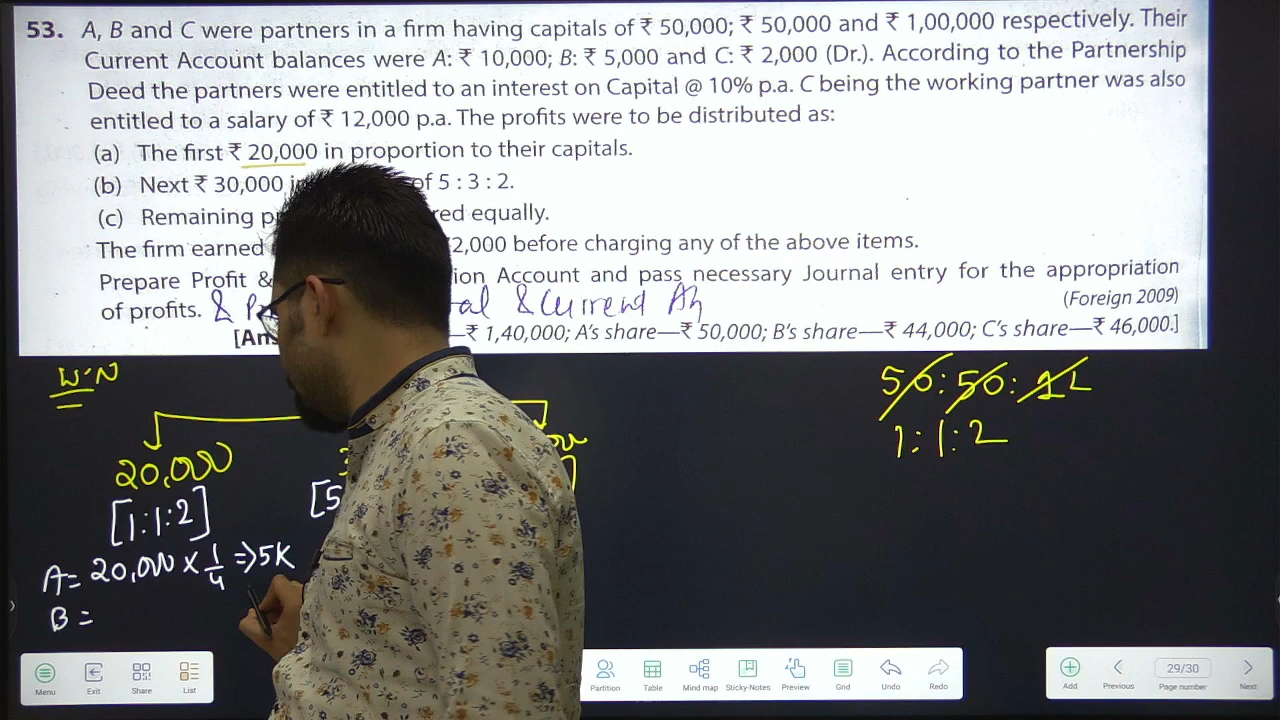 53. A, B and C were partners in a firm having capitals of ₹ 50,000; ₹ 50,000 and ₹ 1,00,000 respectively. Their
Current Account balances were A: ₹ 10,000; B: ₹ 5,000 and C: ₹ 2,000 (Dr.). According to the Partnership
Deed the partners were entitled to an interest on Capital @ 10% p.a. C being the working partner was also
entitled to a salary of ₹ 12,000 p.a. The profits were to be distributed as:
(a) The first ₹ 20,000 in proportion to their capitals.
(b) Next ₹ 30,000 in of 5 : 3 : 2.
(c) Remaining equally.
The firm earned 2,000 before charging any of the above items.
Prepare Profit & Account and pass necessary Journal entry for the appropriation
of profits. & & Current A/c
(Foreign 2009)
[Ans —₹ 1,40,000; A's share—₹ 50,000; B's share—₹ 44,000; C's share—₹ 46,000.]
W·N
50:50:1L
1:1:2
20,000
[1:1:2]
[5
A= 20,000 × 1/4 ⇒ 5K
B =
Menu Exit Share List
Partition Table Mind map Sticky-Notes Preview Grid Undo Redo
Add Previous 29/30 Page number Next